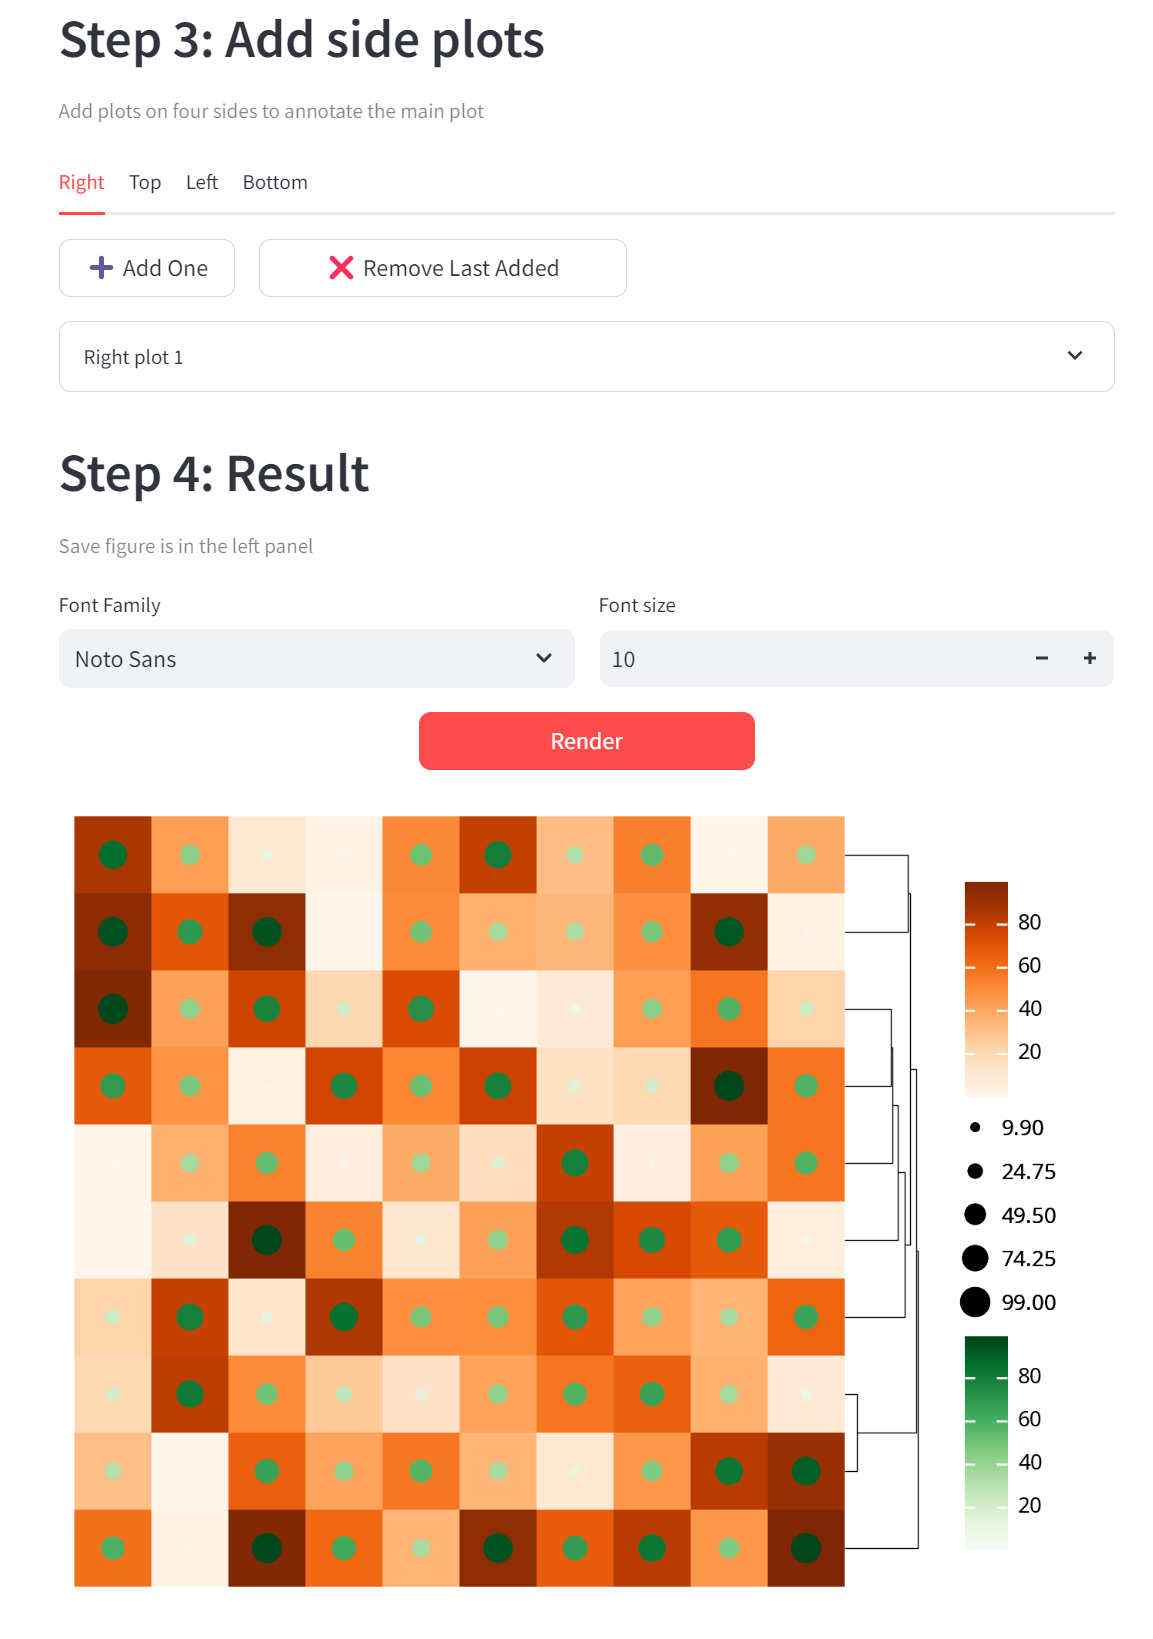 Step 3: Add side plots
Add plots on four sides to annotate the main plot
Right Top Left Bottom
Add One Remove Last Added
Right plot 1
Step 4: Result
Save figure is in the left panel
Font Family Font size
Noto Sans 10
Render
80
60
40
20
9.90
24.75
49.50
74.25
99.00
80
60
40
20